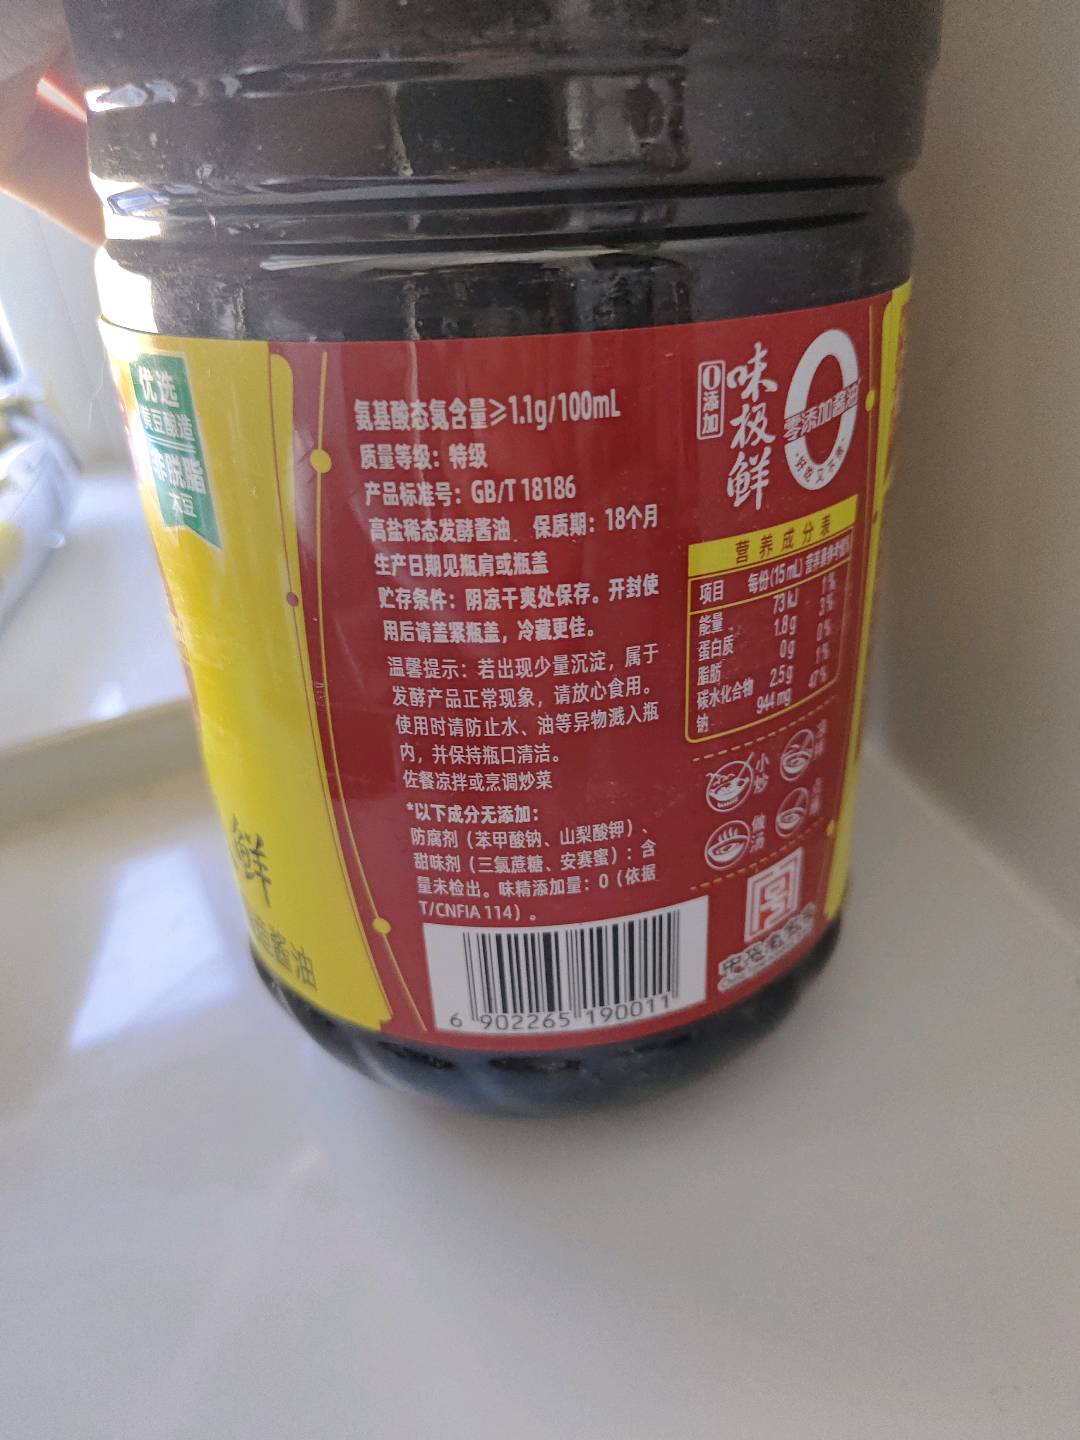 优选
黄豆酿造
非脱脂
大豆
鲜
酱油
氨基酸态氮含量≥1.1g/100mL
质量等级：特级
产品标准号：GB/T 18186
高盐稀态发酵酱油 保质期：18个月
生产日期见瓶肩或瓶盖
贮存条件：阴凉干爽处保存。开封使
用后请盖紧瓶盖，冷藏更佳。
温馨提示：若出现少量沉淀，属于
发酵产品正常现象，请放心食用。
使用时请防止水、油等异物溅入瓶
内，并保持瓶口清洁。
佐餐凉拌或烹调炒菜
*以下成分无添加：
防腐剂（苯甲酸钠、山梨酸钾）、
甜味剂（三氯蔗糖、安赛蜜）：含
量未检出。味精添加量：0（依据
T/CNFIA 114）。
6 902265 190011
0添加
味极鲜
零添加酱油
营养成分表
项目 每份(15 mL) 营养素参考值%
能量 73 kJ 1%
蛋白质 1.8 g 3%
脂肪 0 g 0%
碳水化合物 2.5 g 1%
钠 944 mg 47%
小炒
做汤